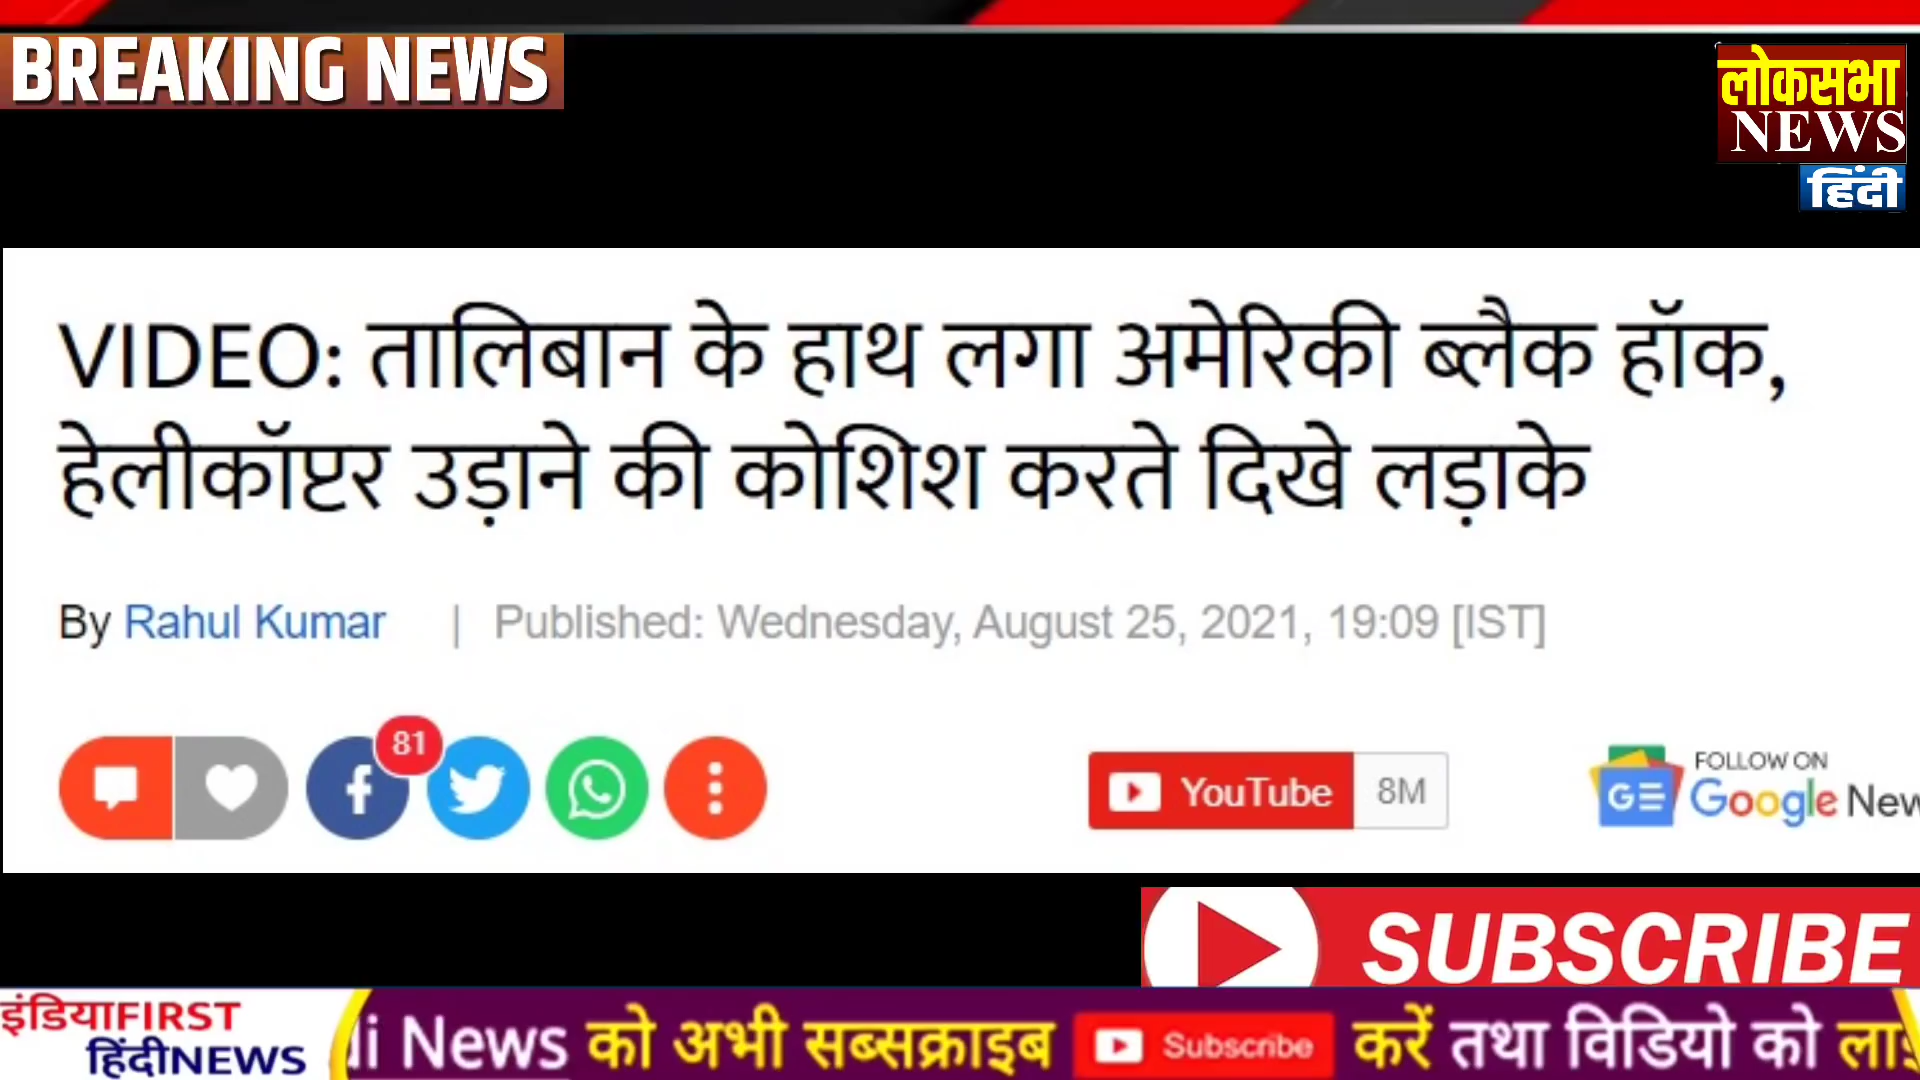 BREAKING NEWS
लोकसभा
NEWS
हिंदी
VIDEO: तालिबान के हाथ लगा अमेरिकी ब्लैक हॉक,
हेलीकॉप्टर उड़ाने की कोशिश करते दिखे लड़ाके
By Rahul Kumar | Published: Wednesday, August 25, 2021, 19:09 [IST]
81
YouTube 8M
FOLLOW ON
Google New
SUBSCRIBE
इंडियाFIRST
हिंदीNEWS
di News को अभी सब्सक्राइब Subscribe करें तथा विडियो को